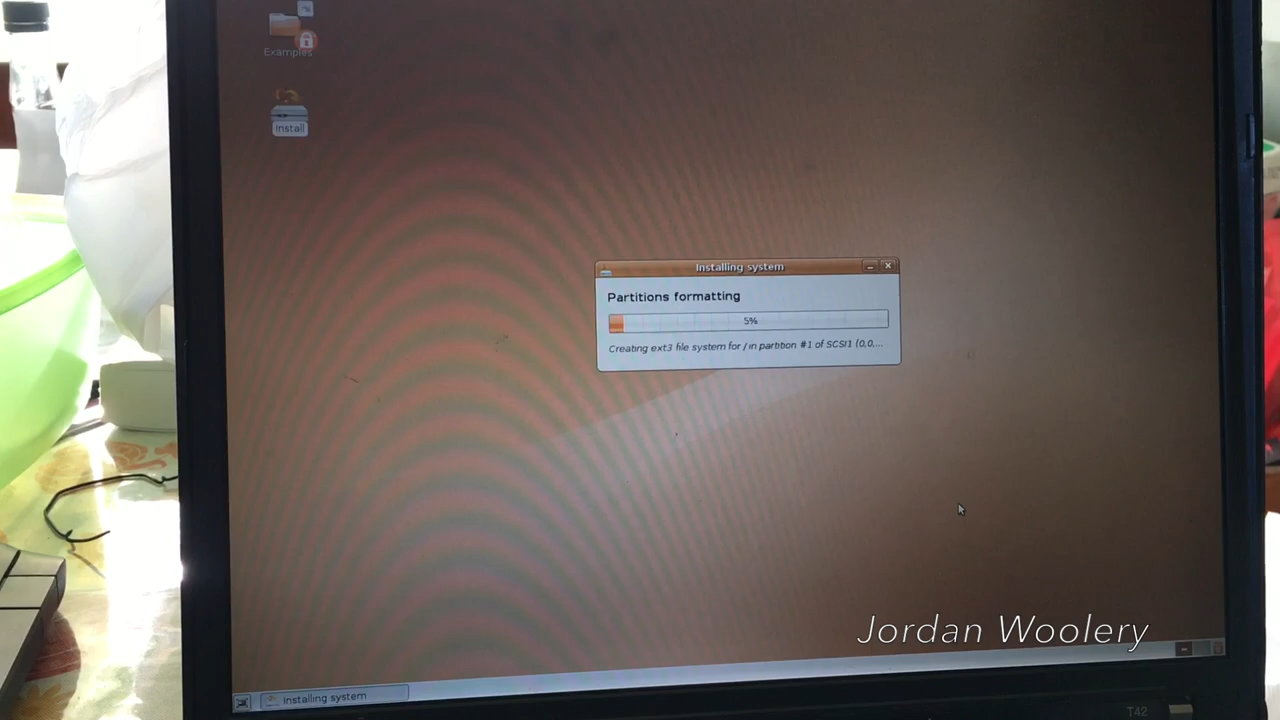 Examples
Install
Installing system
Partitions formatting
5%
Creating ext3 file system for / in partition #1 of SCSI1 (0,0,...
Jordan Woolery
installing system
T42